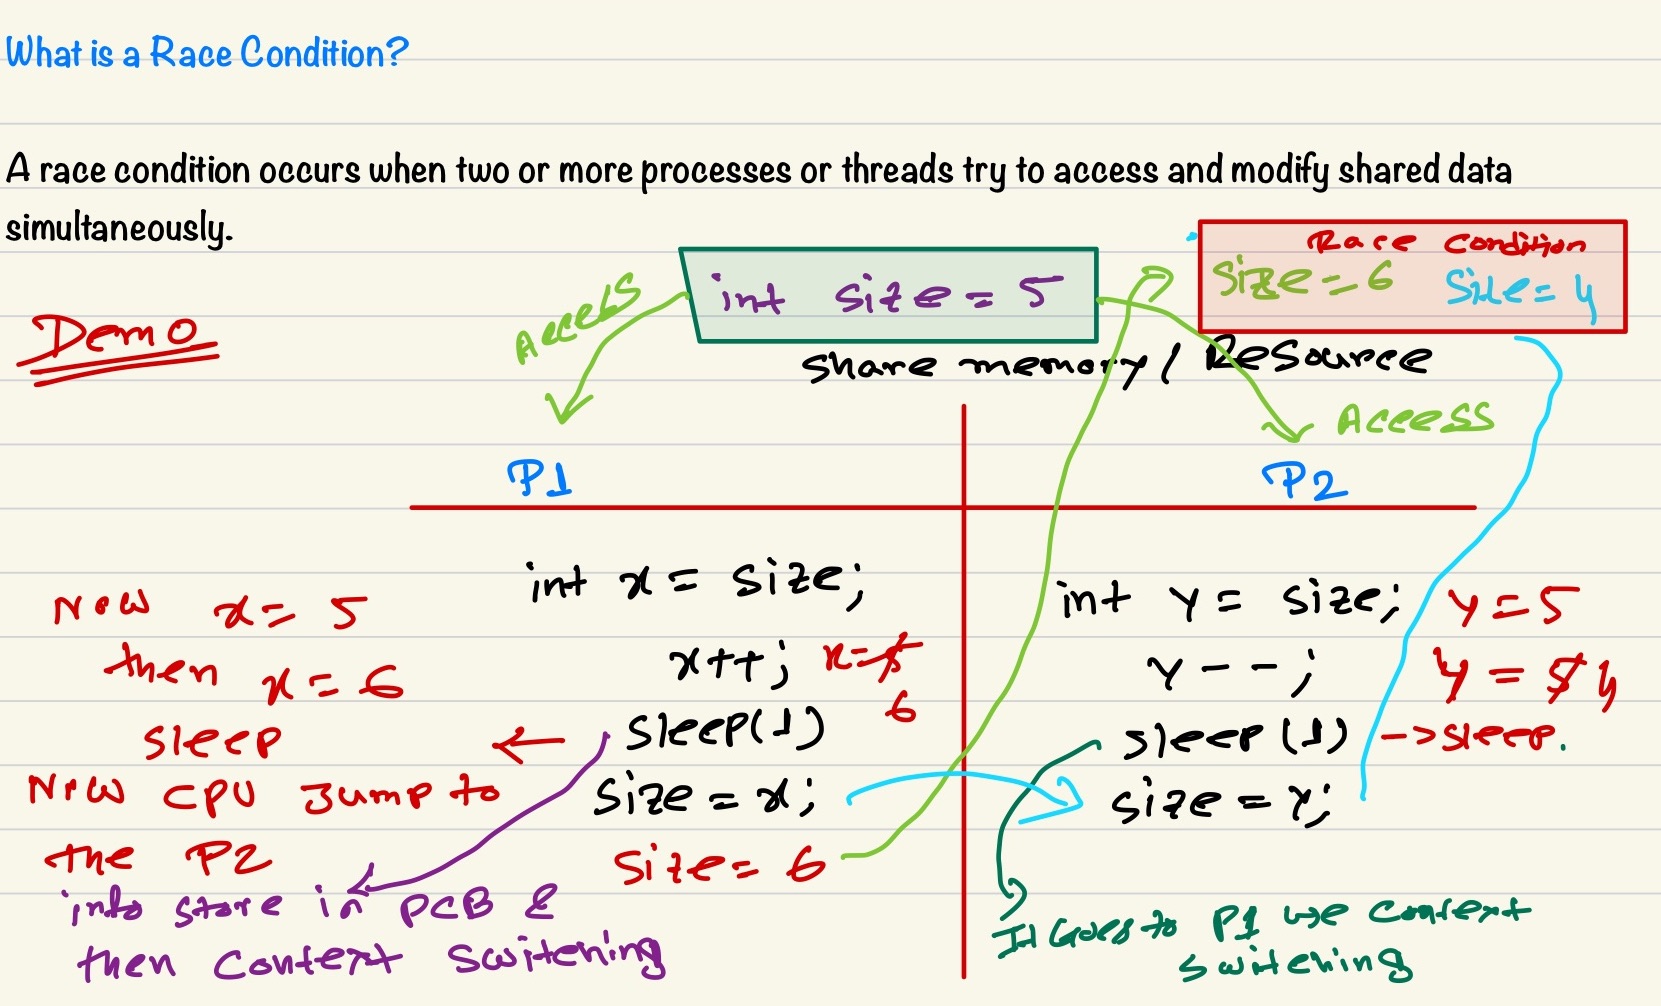 What is a Race Condition?
A race condition occurs when two or more processes or threads try to access and modify shared data
simultaneously.
Race Condition
Size = 6 Size = 4
int size = 5
Access
Demo
Share memory / Resource
Access
P1
P2
int x = size;
int y = size; y = 5
Now x = 5
x++; x = 5
6
y--; y = 5 4
then x = 6
sleep(1)
sleep (1) -> sleep.
sleep
size = x;
size = y;
Now CPU Jump to
the P2
Size = 6
info store in PCB &
then context switching
It Goes to P1 context
switching